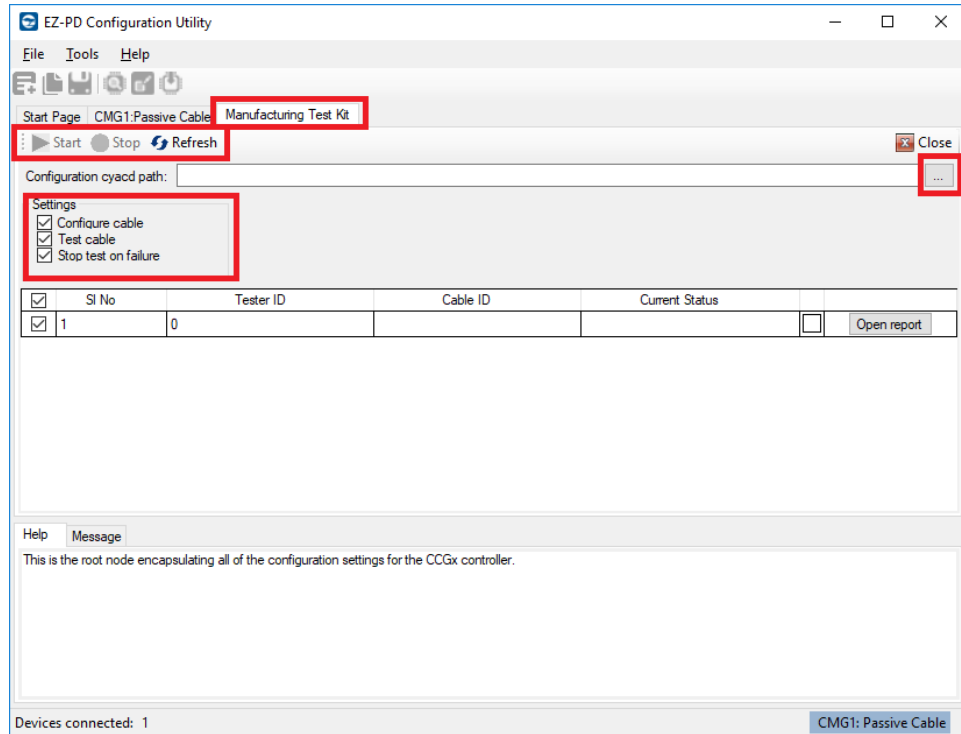 EZ-PD Configuration Utility
File Tools Help
Start Page CMG1:Passive Cable Manufacturing Test Kit
Start Stop Refresh Close
Configuration cyacd path: ...
Settings
Configure cable
Test cable
Stop test on failure
SI No Tester ID Cable ID Current Status
1 0 Open report
Help Message
This is the root node encapsulating all of the configuration settings for the CCGx controller.
Devices connected: 1 CMG1: Passive Cable